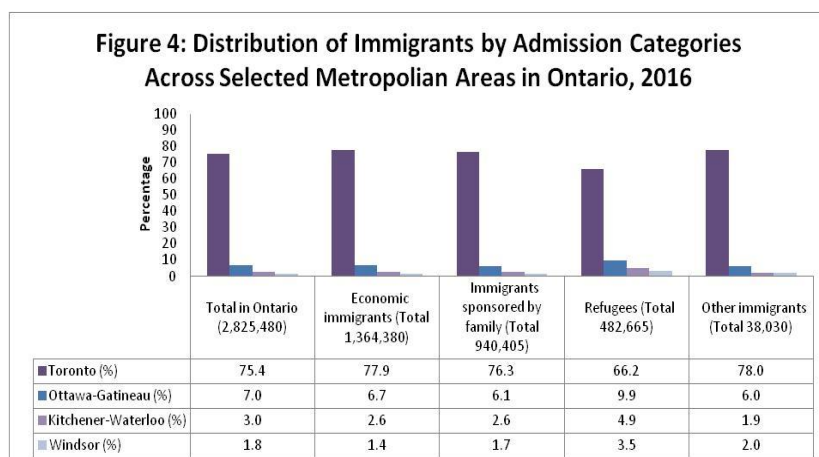 Figure 4: Distribution of Immigrants by Admission Categories
Across Selected Metropolian Areas in Ontario, 2016
Percentage
100
90
80
70
60
50
40
30
20
10
0
Total in Ontario
(2,825,480)
Economic
immigrants (Total
1,364,380)
Immigrants
sponsored by
family (Total
940,405)
Refugees (Total
482,665)
Other immigrants
(Total 38,030)
Toronto (%) 75.4 77.9 76.3 66.2 78.0
Ottawa-Gatineau (%) 7.0 6.7 6.1 9.9 6.0
Kitchener-Waterloo (%) 3.0 2.6 2.6 4.9 1.9
Windsor (%) 1.8 1.4 1.7 3.5 2.0